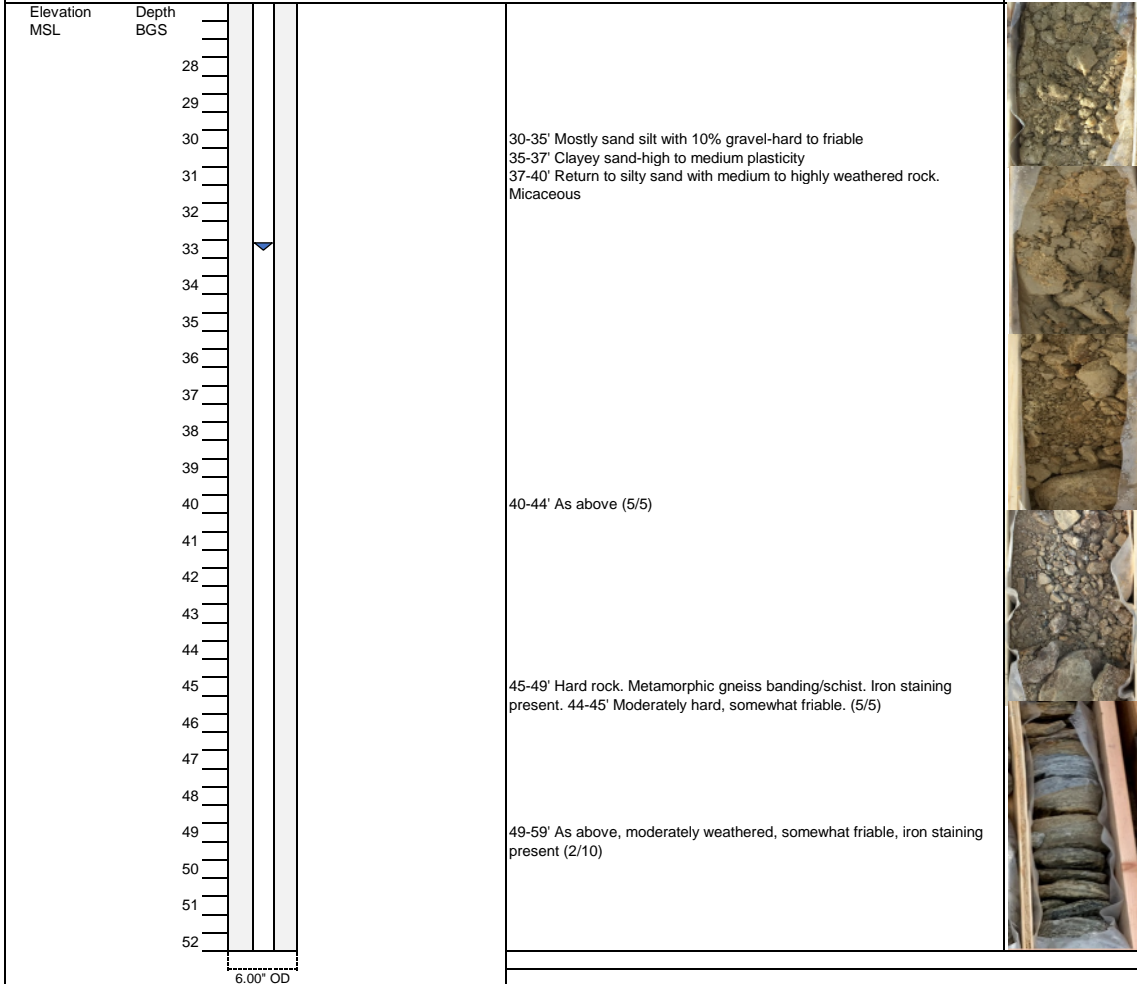 Elevation Depth
MSL BGS
28
29
30 30-35' Mostly sand silt with 10% gravel-hard to friable
35-37' Clayey sand-high to medium plasticity
31 37-40' Return to silty sand with medium to highly weathered rock.
Micaceous
32
33
34
35
36
37
38
39
40 40-44' As above (5/5)
41
42
43
44
45 45-49' Hard rock. Metamorphic gneiss banding/schist. Iron staining
present. 44-45' Moderately hard, somewhat friable. (5/5)
46
47
48
49 49-59' As above, moderately weathered, somewhat friable, iron staining
present (2/10)
50
51
52
6.00" OD